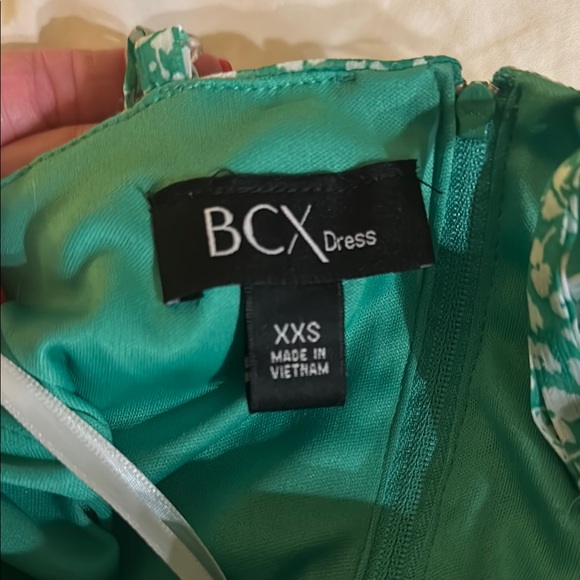 BCX Dress
XXS
MADE IN
VIETNAM